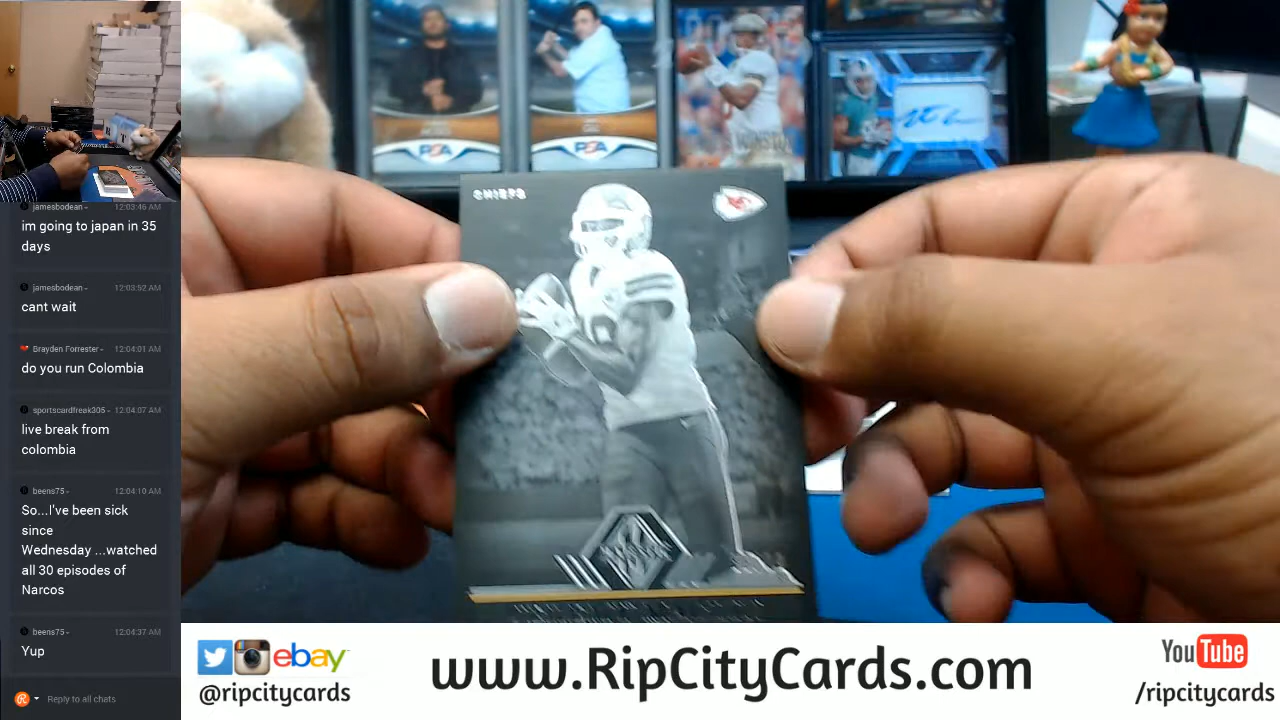 jamesbodean - 12:03:46 AM
im going to japan in 35
days
jamesbodean - 12:03:52 AM
cant wait
Brayden Forrester - 12:04:01 AM
do you run Colombia
sportscardfreak305 - 12:04:07 AM
live break from
colombia
beens75 - 12:04:10 AM
So...I've been sick
since
Wednesday ...watched
all 30 episodes of
Narcos
beens75 - 12:04:37 AM
Yup
Reply to all chats
PSA
PSA
WINSTON
CHIEFS
ebay
@ripcitycards
www.RipCityCards.com
YouTube
/ripcitycards